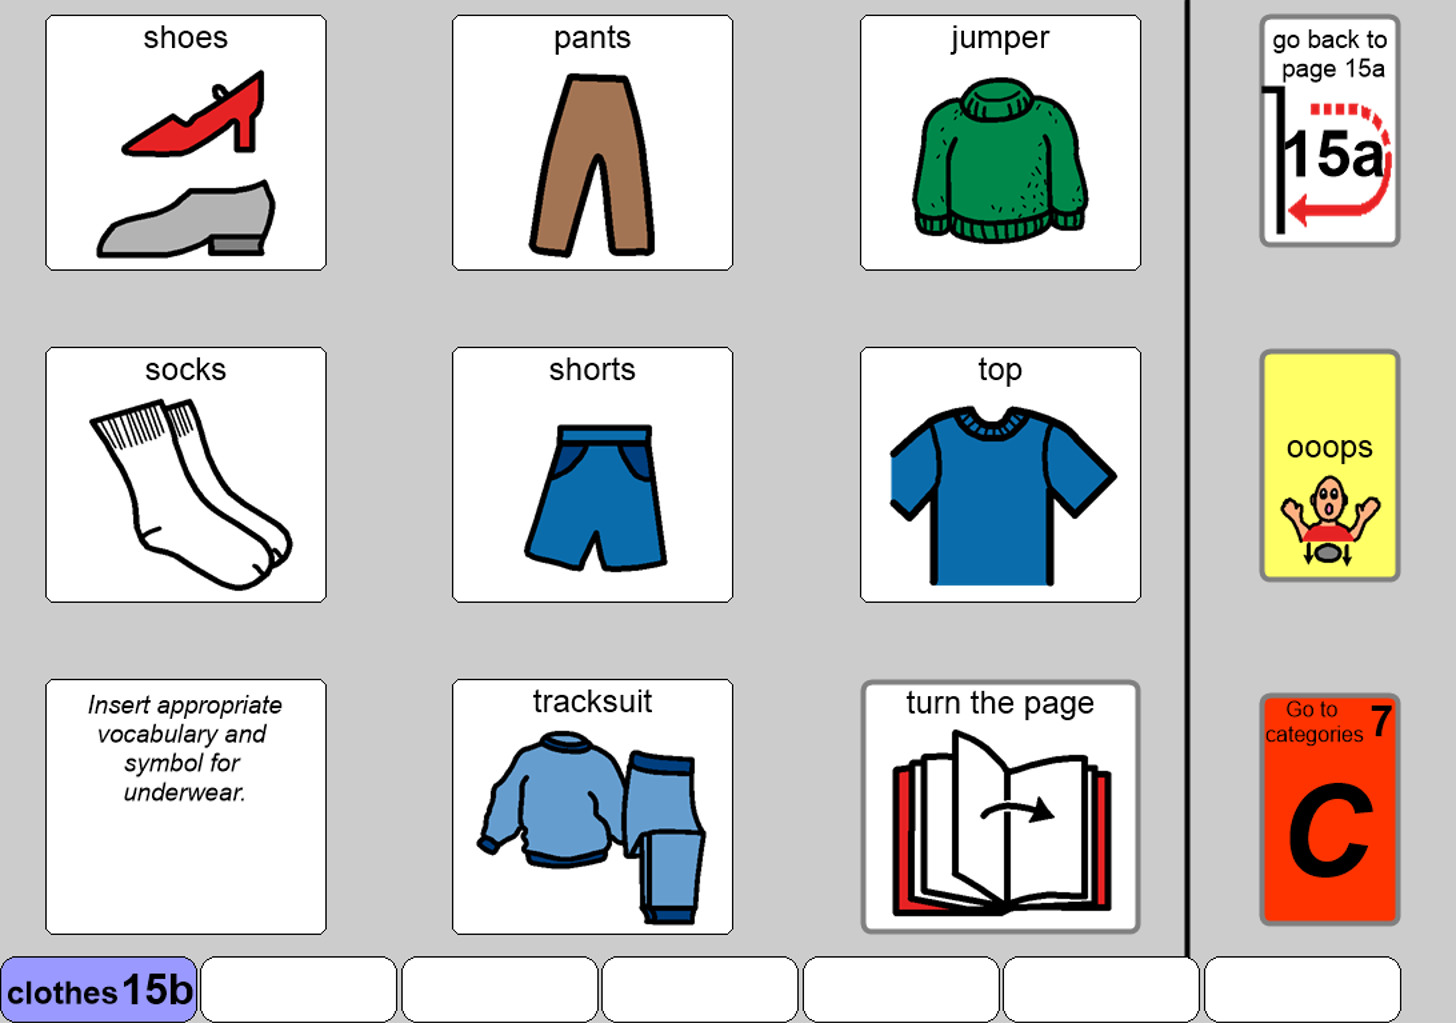 shoes
pants
jumper
go back to
page 15a
15a
socks
shorts
top
ooops
Insert appropriate
vocabulary and
symbol for
underwear.
tracksuit
turn the page
Go to
categories 7
C
clothes 15b